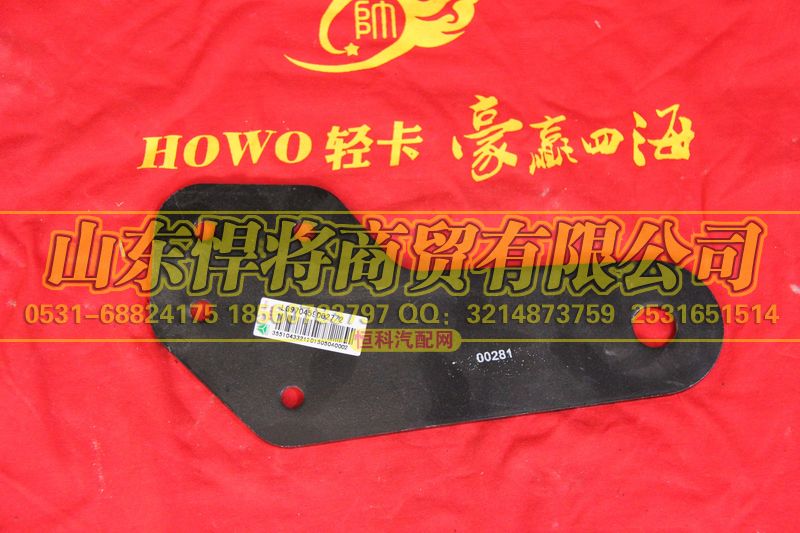 帅
HOWO 轻卡 豪赢四海
山东悍将商贸有限公司
0531-68824175 QQ：3214873759 2531651514
恒科汽配网
00281